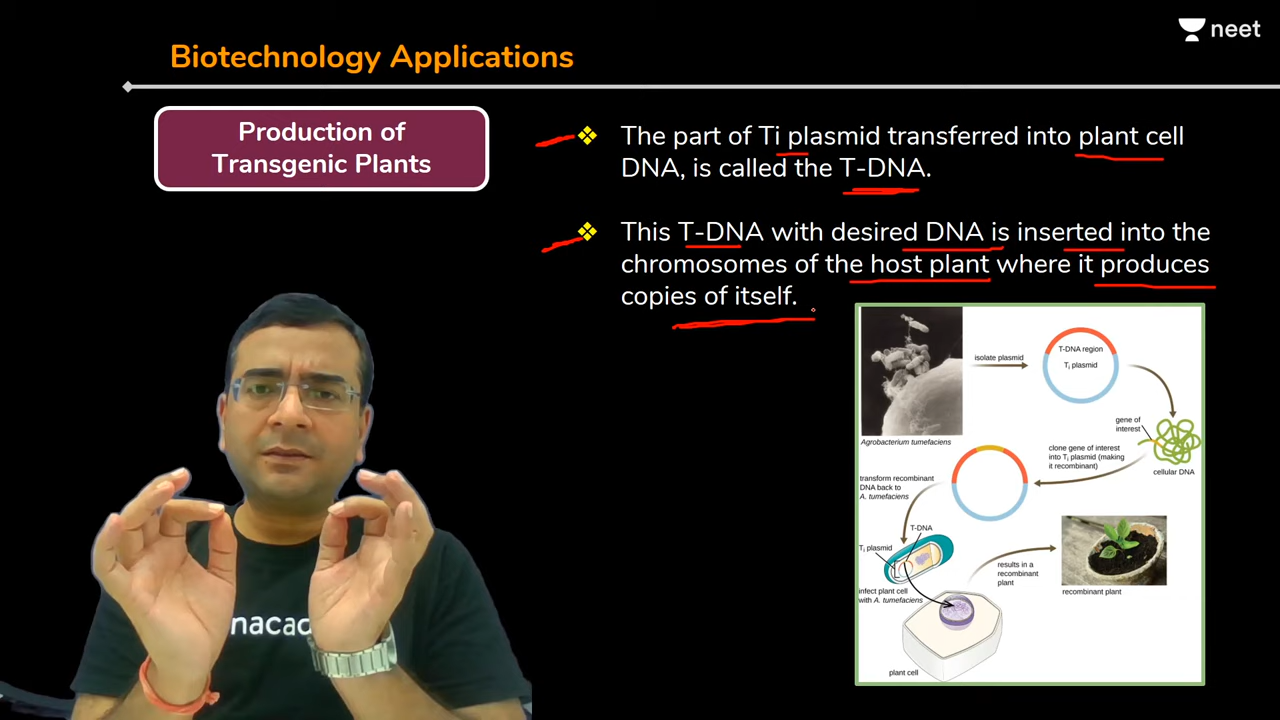 neet
Biotechnology Applications
Production of
Transgenic Plants
The part of Ti plasmid transferred into plant cell
DNA, is called the T-DNA.
This T-DNA with desired DNA is inserted into the
chromosomes of the host plant where it produces
copies of itself.
isolate plasmid
T-DNA region
Ti plasmid
Agrobacterium tumefaciens
gene of
interest
cellular DNA
clone gene of interest
into Ti plasmid (making
it recombinant)
transform recombinant
DNA back to
A. tumefaciens
T-DNA
Ti plasmid
infect plant cell
with A. tumefaciens
results in a
recombinant
plant
recombinant plant
plant cell
nacad